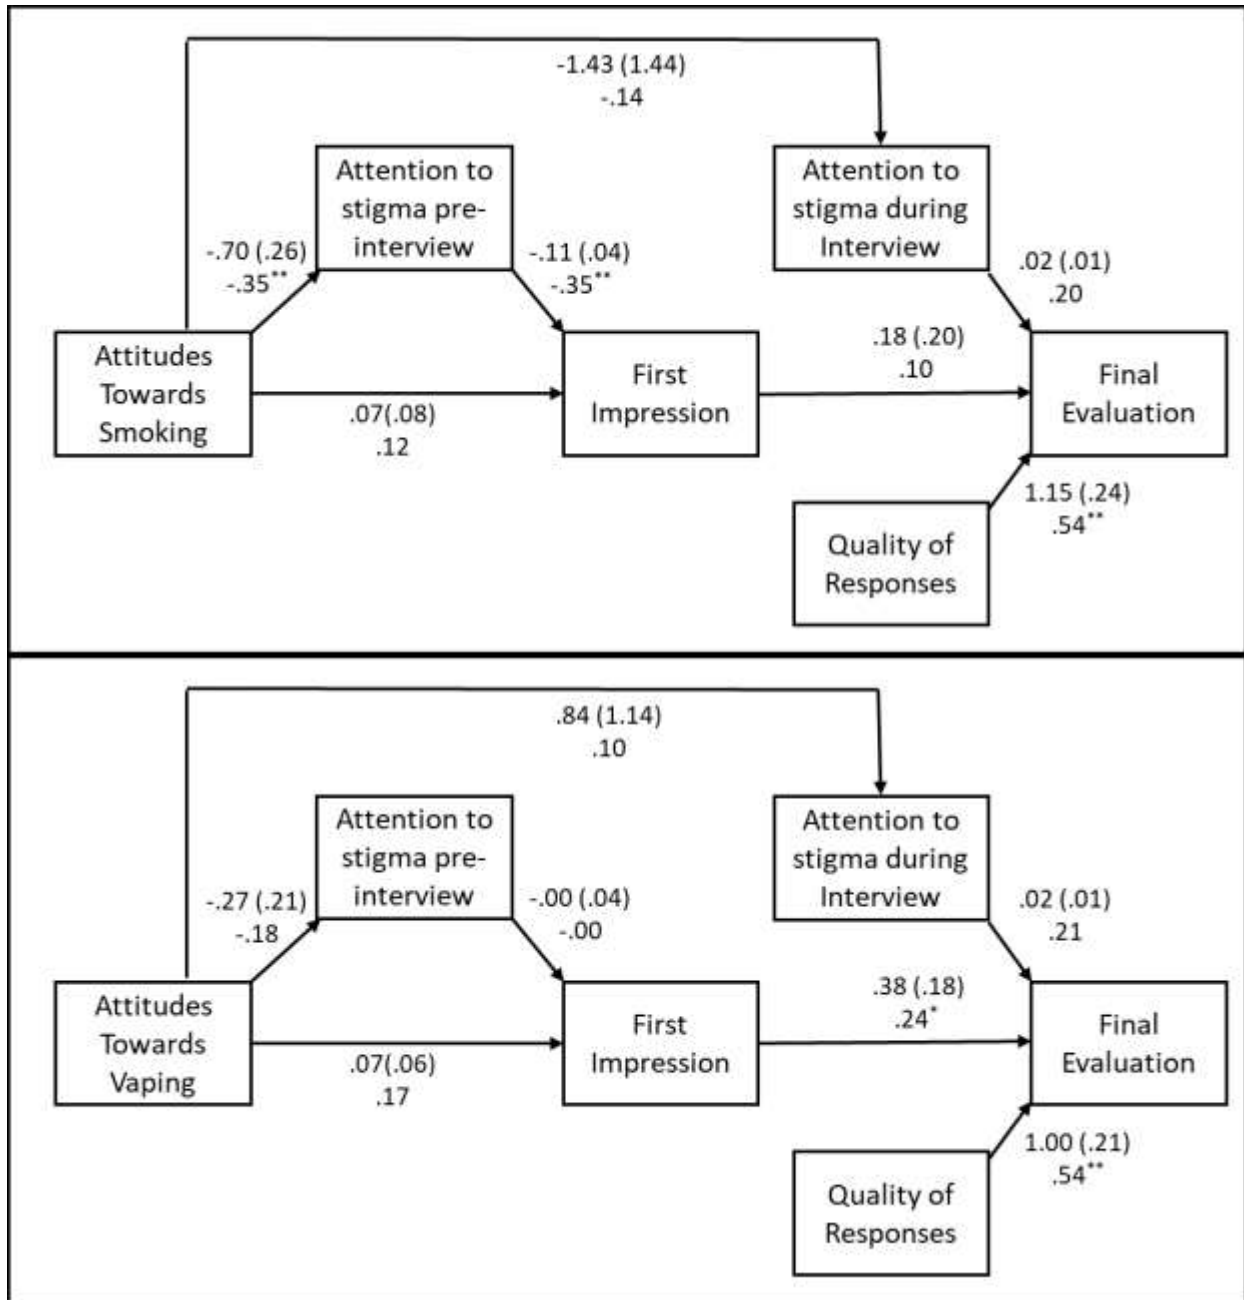 -1.43 (1.44)
-.14
Attention to
stigma pre-
interview
Attention to
stigma during
Interview
-.70 (.26)
-.35**
-.11 (.04)
-.35**
.02 (.01)
.20
Attitudes
Towards
Smoking
.07(.08)
.12
First
Impression
.18 (.20)
.10
Final
Evaluation
1.15 (.24)
.54**
Quality of
Responses
.84 (1.14)
.10
Attention to
stigma pre-
interview
Attention to
stigma during
Interview
-.27 (.21)
-.18
-.00 (.04)
-.00
.02 (.01)
.21
Attitudes
Towards
Vaping
.07(.06)
.17
First
Impression
.38 (.18)
.24*
Final
Evaluation
1.00 (.21)
.54**
Quality of
Responses